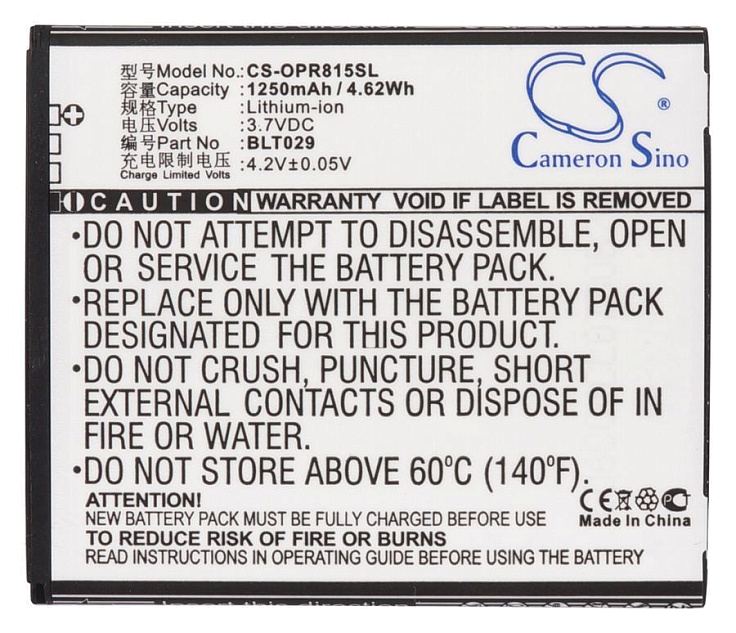 型号Model No.:CS-OPR815SL
容量Capacity :1250mAh / 4.62Wh
规格Type :Lithium-ion
电压Volts :3.7VDC
编号Part No :BLT029
充电限制电压 :4.2V±0.05V
Charge Limited Volts
CS
®
Cameron Sino
CAUTION WARRANTY VOID IF LABEL IS REMOVED
·DO NOT ATTEMPT TO DISASSEMBLE, OPEN
OR SERVICE THE BATTERY PACK.
·REPLACE ONLY WITH THE BATTERY PACK
DESIGNATED FOR THIS PRODUCT.
·DO NOT CRUSH, PUNCTURE, SHORT
EXTERNAL CONTACTS OR DISPOSE OF IN
FIRE OR WATER.
·DO NOT STORE ABOVE 60°C (140°F).
ATTENTION!
NEW BATTERY PACK MUST BE FULLY CHARGED BEFORE USE
TO REDUCE RISK OF FIRE OR BURNS
READ INSTRUCTIONS IN OPERATING GUIDE BEFORE USING THE BATTERY
CE
Made In China